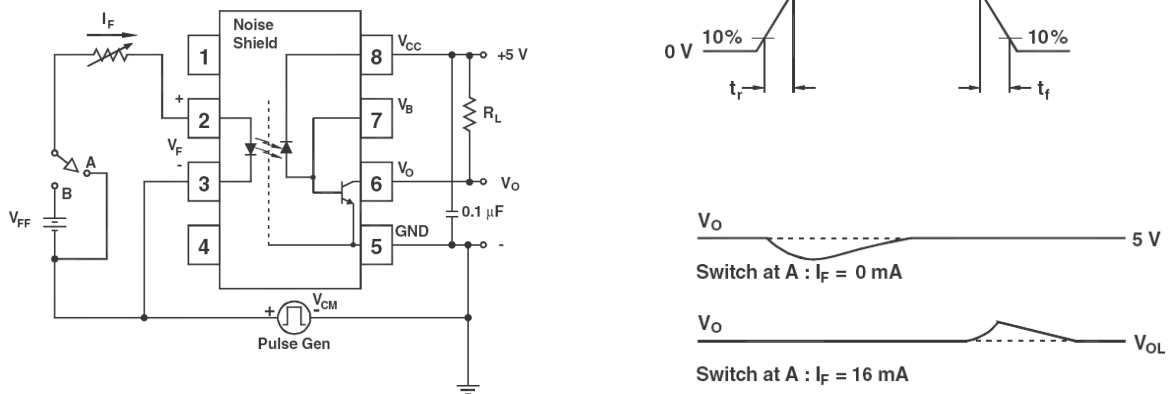 I_F
Noise
Shield
1
8
V_CC
+5 V
+
2
7
V_B
R_L
V_F
-
3
6
V_O
V_O
A
B
V_FF
4
5
GND
0.1 μF
-
+
V_CM
-
Pulse Gen
0 V
10%
10%
t_r
t_f
V_O
5 V
Switch at A : I_F = 0 mA
V_O
V_OL
Switch at A : I_F = 16 mA